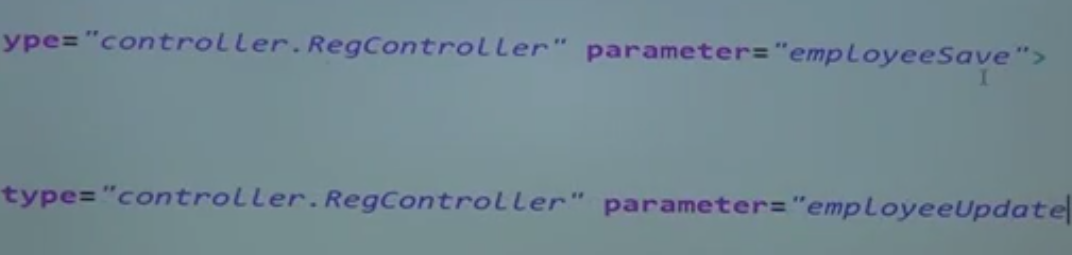 ype="controller.RegController" parameter="employeeSave">
type="controller.RegController" parameter="employeeUpdate